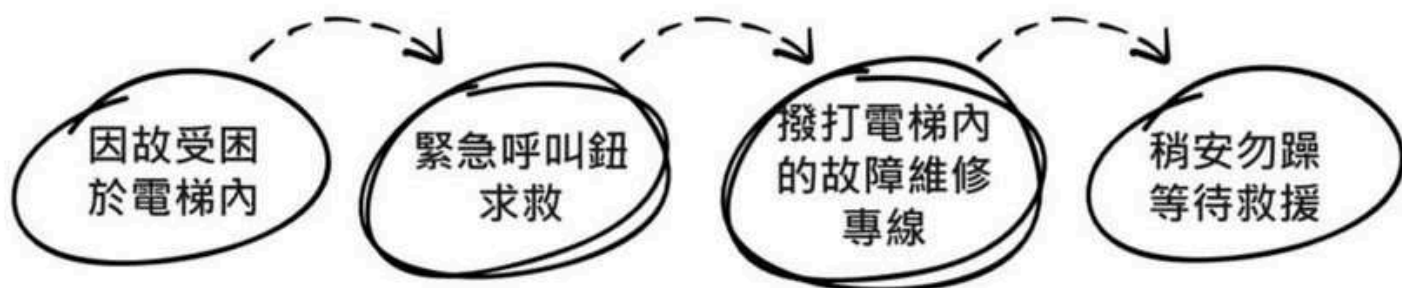 因故受困
於電梯內
緊急呼叫鈕
求救
撥打電梯內
的故障維修
專線
稍安勿躁
等待救援